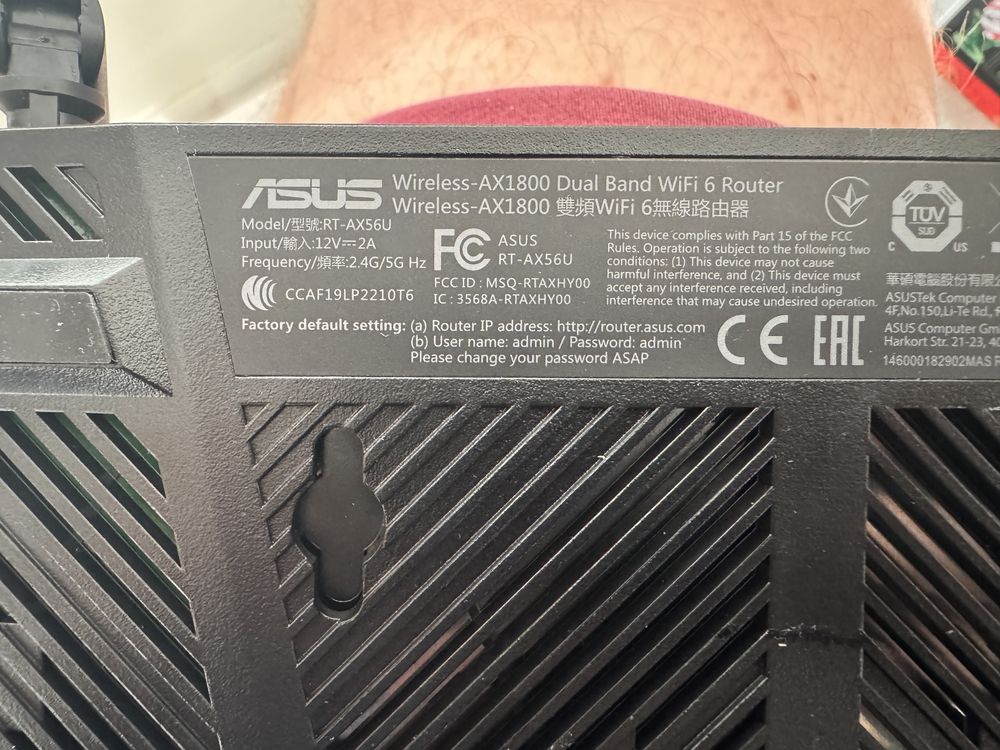 ASUS
Wireless-AX1800 Dual Band WiFi 6 Router
Wireless-AX1800 雙頻WiFi 6無線路由器
Model/型號:RT-AX56U
Input/輸入:12V⎓2A
Frequency/頻率:2.4G/5G Hz
CCAF19LP2210T6
FC ASUS
RT-AX56U
FCC ID : MSQ-RTAXHY00
IC : 3568A-RTAXHY00
This device complies with Part 15 of the FCC
Rules. Operation is subject to the following two
conditions: (1) This device may not cause
harmful interference, and (2) This device must
accept any interference received, including
interference that may cause undesired operation.
Factory default setting: (a) Router IP address: http://router.asus.com
(b) User name: admin / Password: admin
Please change your password ASAP
CE EAC
TÜV
SÜD
C US
華碩電腦股份有
ASUSTek Computer
4F,No.150,Li-Te Rd.,
ASUS Computer Gm
Harkort Str. 21-23, 40
146000182902MAS